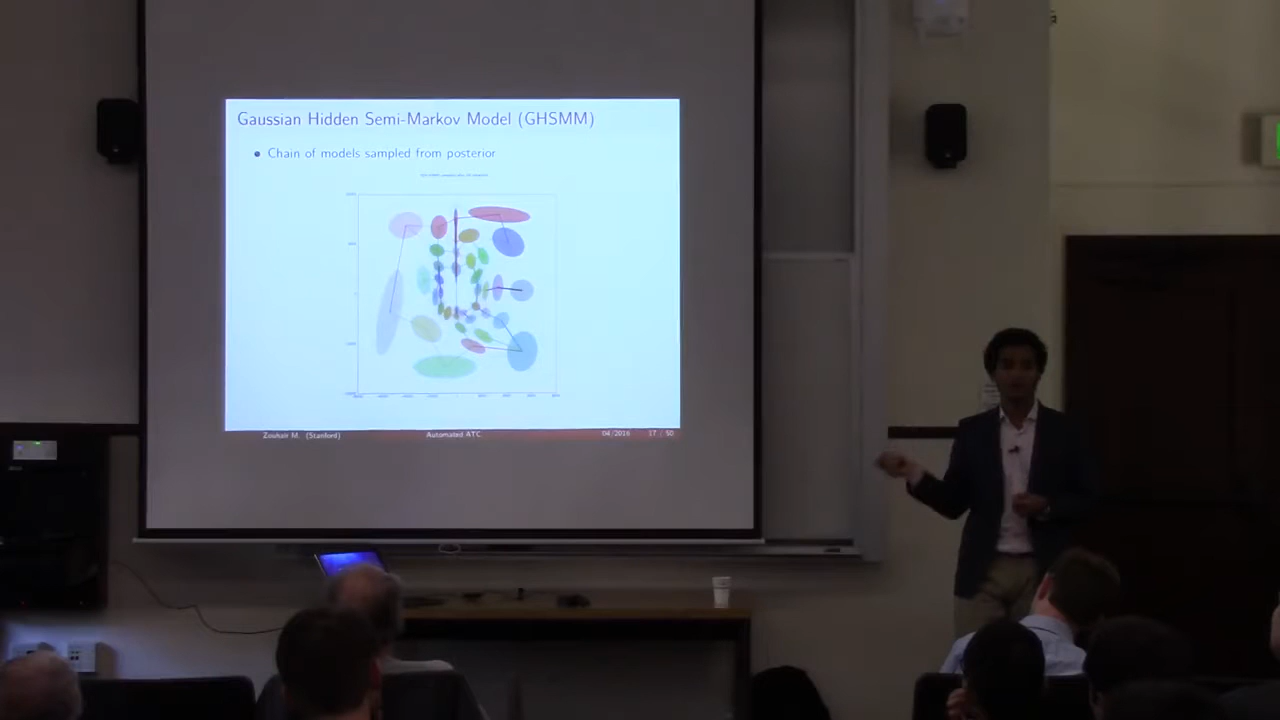 Gaussian Hidden Semi-Markov Model (GHSMM)
Chain of models sampled from posterior
Zouhair M. (Stanford) Automated ATC 04/2016 17 / 50